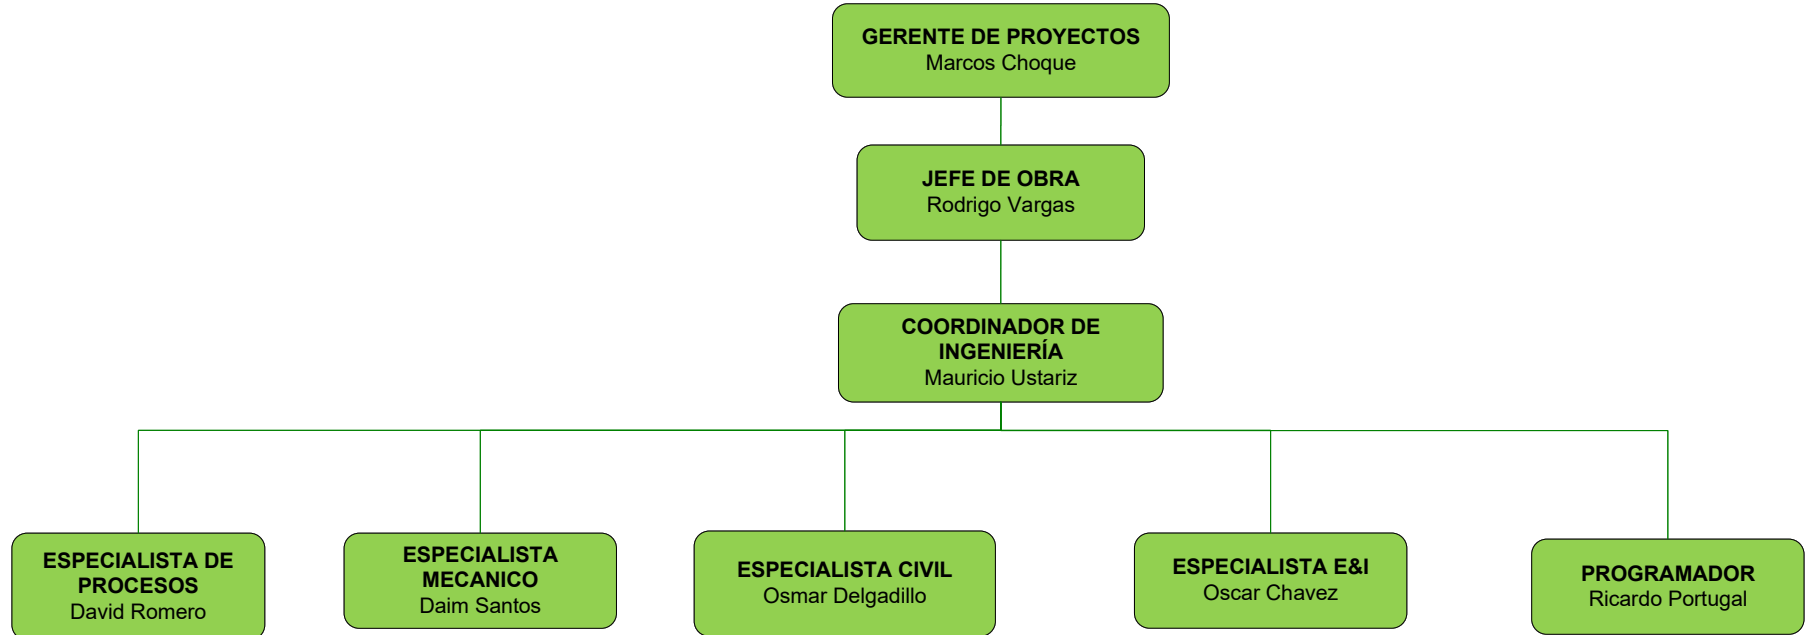 GERENTE DE PROYECTOS
Marcos Choque
JEFE DE OBRA
Rodrigo Vargas
COORDINADOR DE
INGENIERÍA
Mauricio Ustariz
ESPECIALISTA DE
PROCESOS
David Romero
ESPECIALISTA
MECANICO
Daim Santos
ESPECIALISTA CIVIL
Osmar Delgadillo
ESPECIALISTA E&I
Oscar Chavez
PROGRAMADOR
Ricardo Portugal